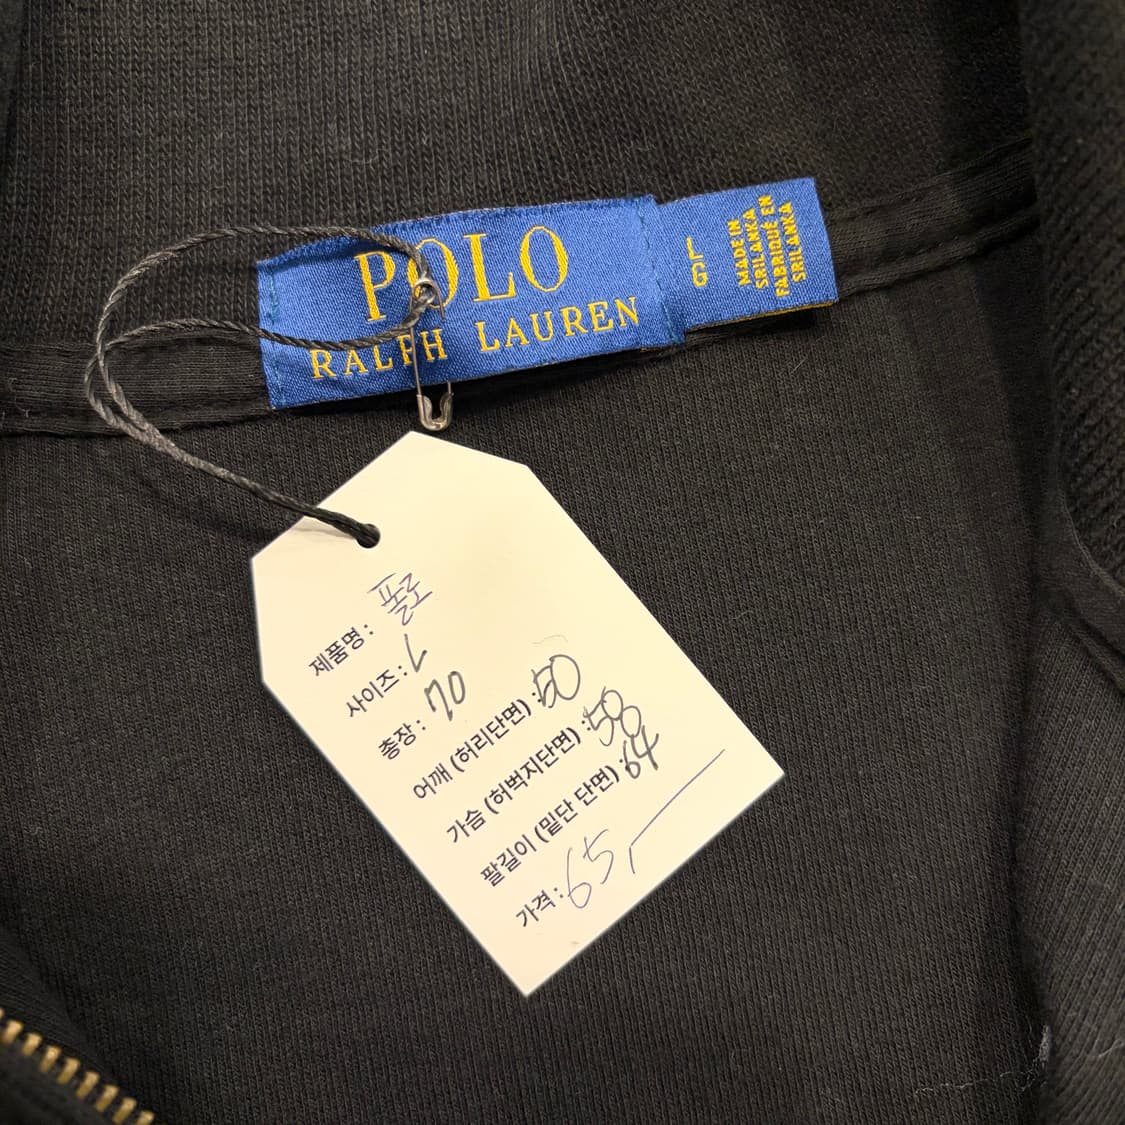 POLO
RALPH LAUREN
L
G
MADE IN
SRI LANKA
FABRIQUÉ EN
SRI LANKA
제품명 : 폴로
사이즈 : L
총장 : 70
어깨 (허리단면) : 50
가슴 (허벅지단면) : 58
팔길이 (밑단 단면) : 64
가격 : 65,